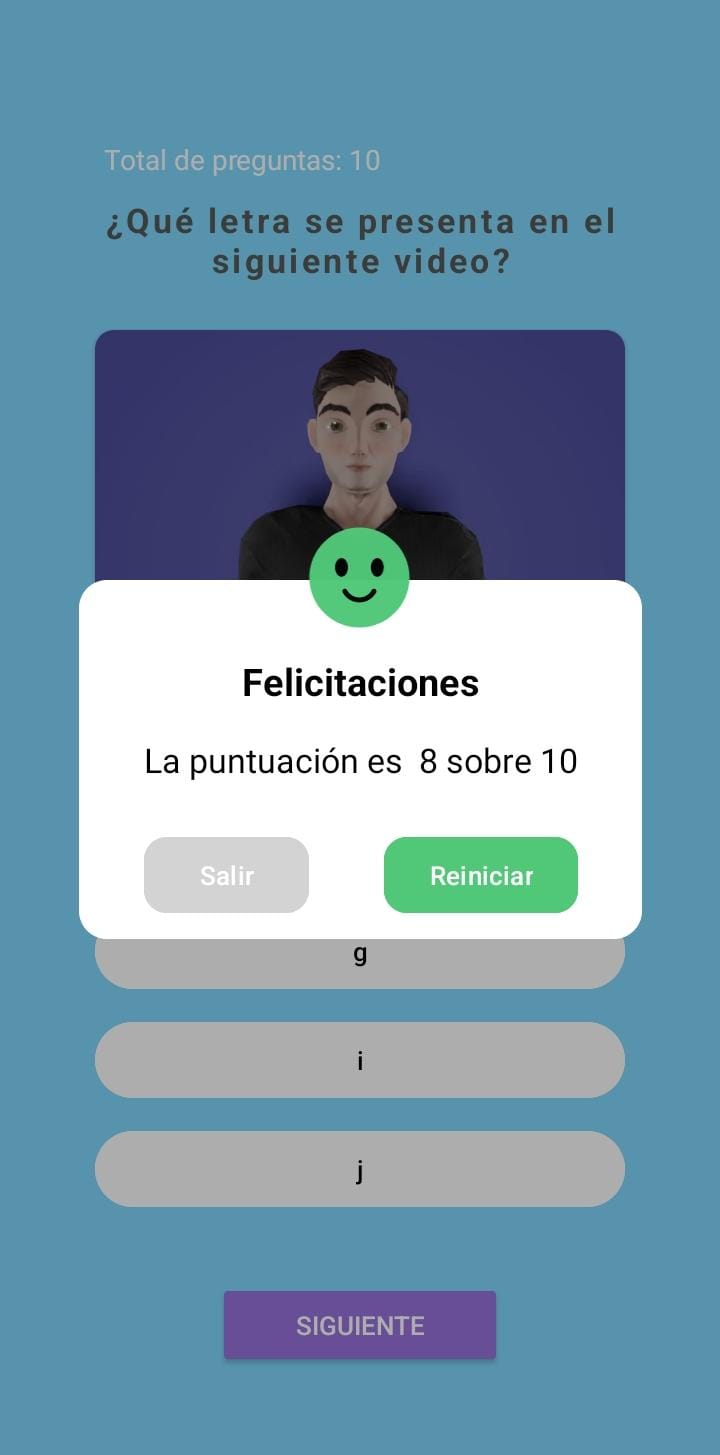 Total de preguntas: 10
¿Qué letra se presenta en el
siguiente video?
Felicitaciones
La puntuación es  8 sobre 10
Salir
Reiniciar
g
i
j
SIGUIENTE